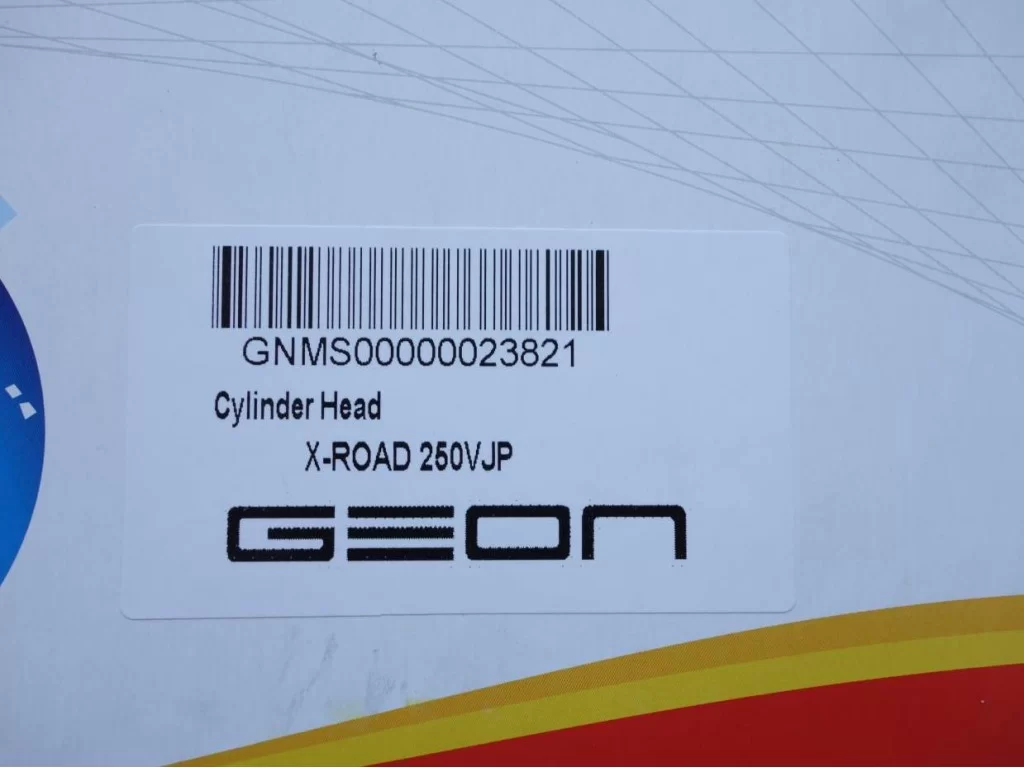 GNMS00000023821
Cylinder Head
X-ROAD 250VJP
GEON